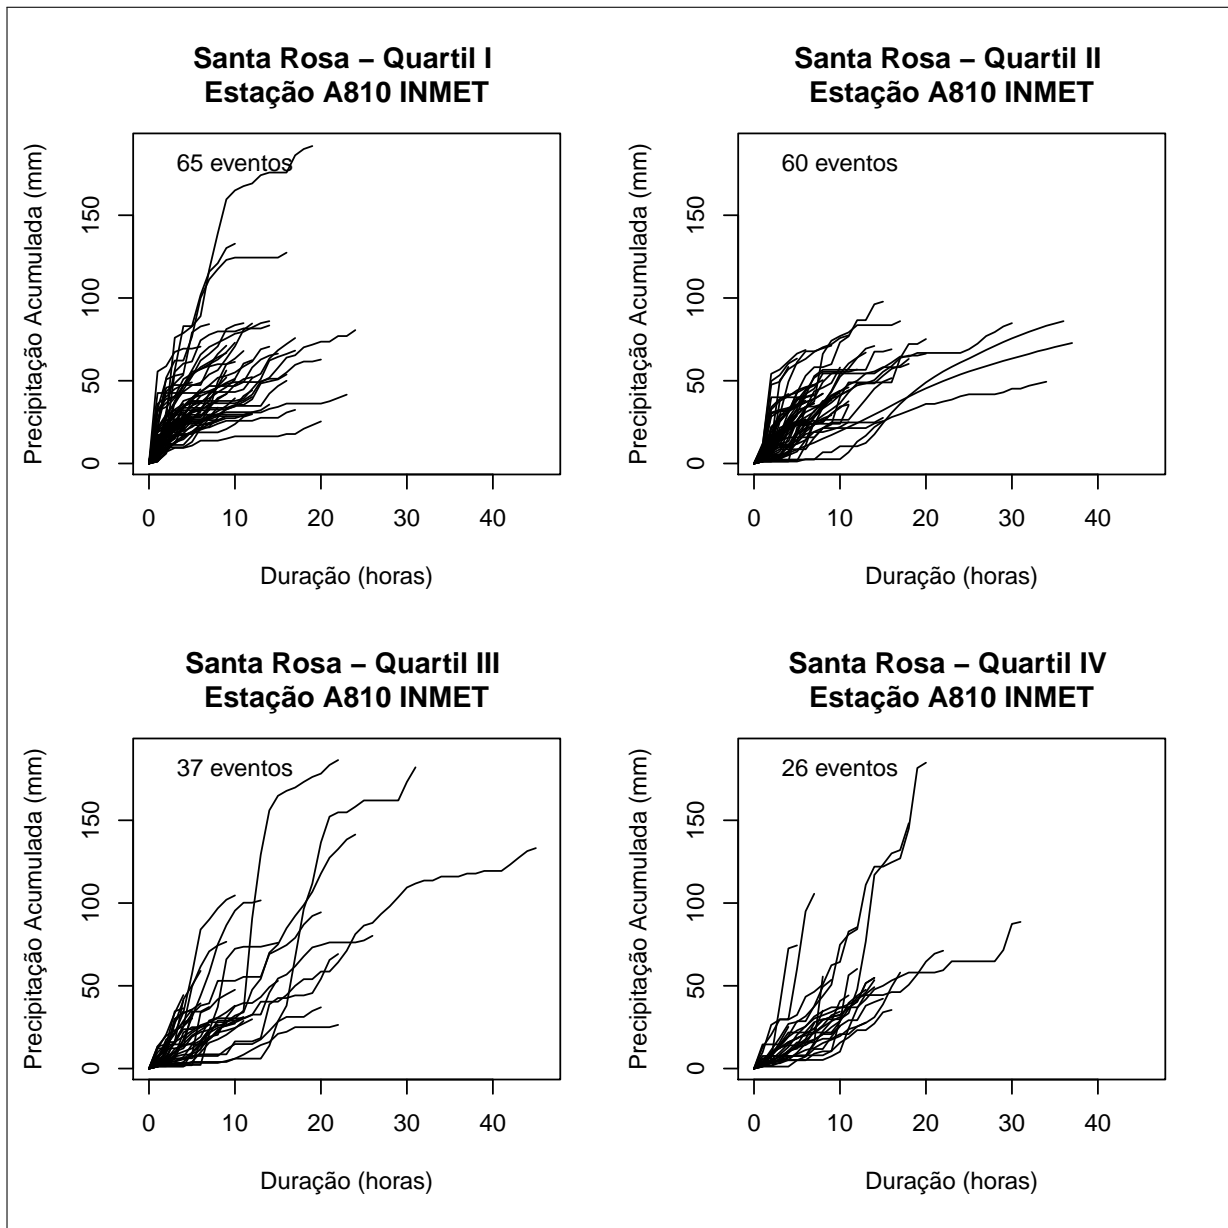 Santa Rosa – Quartil I
Estação A810 INMET
65 eventos
Precipitação Acumulada (mm)
0
50
100
150
0 10 20 30 40
Duração (horas)
Santa Rosa – Quartil II
Estação A810 INMET
60 eventos
Precipitação Acumulada (mm)
0
50
100
150
0 10 20 30 40
Duração (horas)
Santa Rosa – Quartil III
Estação A810 INMET
37 eventos
Precipitação Acumulada (mm)
0
50
100
150
0 10 20 30 40
Duração (horas)
Santa Rosa – Quartil IV
Estação A810 INMET
26 eventos
Precipitação Acumulada (mm)
0
50
100
150
0 10 20 30 40
Duração (horas)